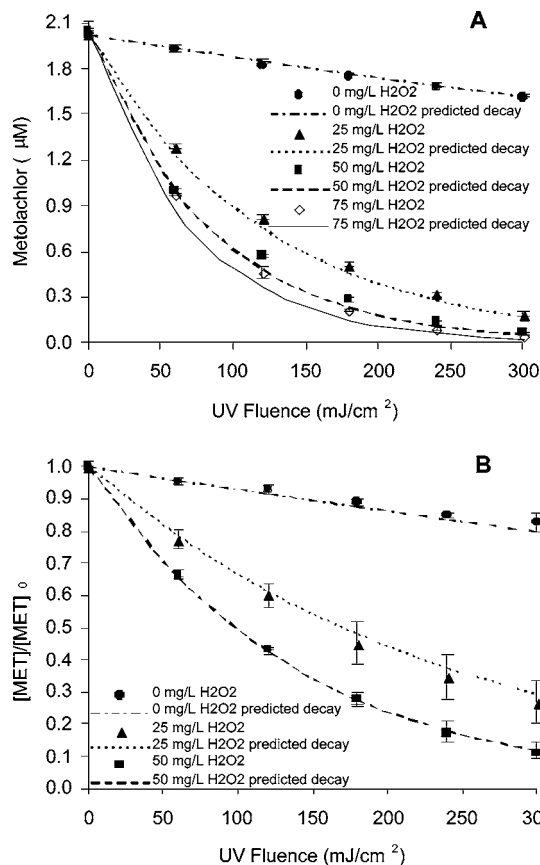 A
2.1
1.8
1.5
1.2
0.9
0.6
0.3
0.0
Metolachlor ( μM)
0 mg/L H2O2
0 mg/L H2O2 predicted decay
25 mg/L H2O2
25 mg/L H2O2 predicted decay
50 mg/L H2O2
50 mg/L H2O2 predicted decay
75 mg/L H2O2
75 mg/L H2O2 predicted decay
0 50 100 150 200 250 300
UV Fluence (mJ/cm ²)
B
1.0
0.9
0.8
0.7
0.6
0.5
0.4
0.3
0.2
0.1
0.0
[MET]/[MET] ₀
0 mg/L H2O2
0 mg/L H2O2 predicted decay
25 mg/L H2O2
25 mg/L H2O2 predicted decay
50 mg/L H2O2
50 mg/L H2O2 predicted decay
0 50 100 150 200 250
UV Fluence (mJ/cm ²)